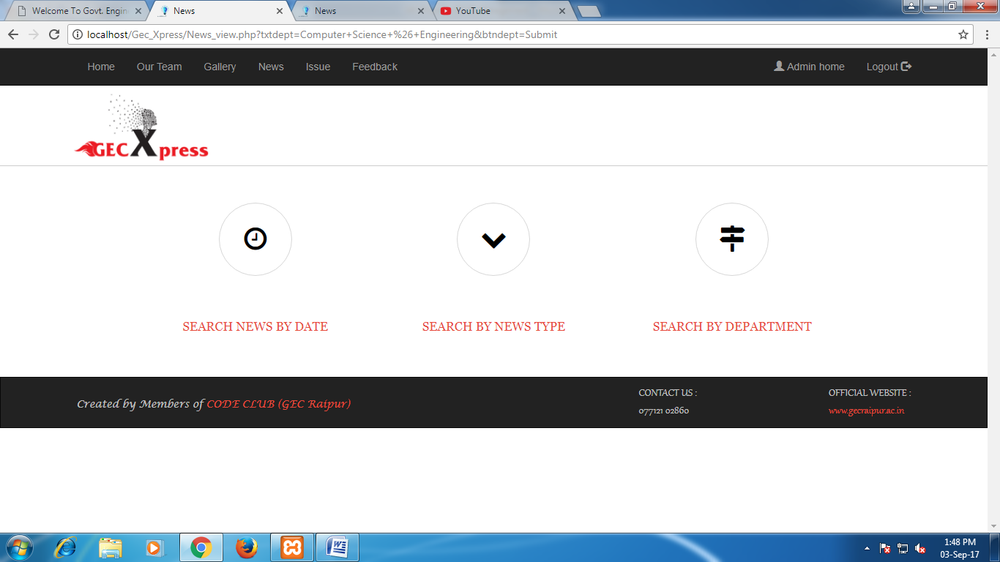 Welcome To Govt. Engin
News
News
YouTube
localhost/Gec_Xpress/News_view.php?txtdept=Computer+Science+%26+Engineering&btndept=Submit
Home Our Team Gallery News Issue Feedback Admin home Logout
GEC Xpress
SEARCH NEWS BY DATE SEARCH BY NEWS TYPE SEARCH BY DEPARTMENT
Created by Members of CODE CLUB (GEC Raipur)
CONTACT US :
077121 02860
OFFICIAL WEBSITE :
www.gecraipur.ac.in
1:48 PM
03-Sep-17